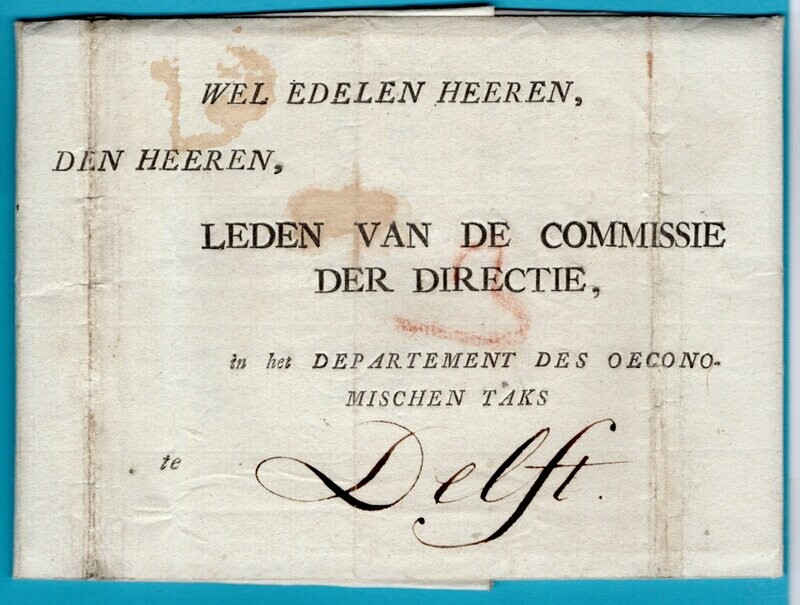 WEL EDELEN HEEREN,
DEN HEEREN,
LEDEN VAN DE COMMISSIE
DER DIRECTIE,
3
in het DEPARTEMENT DES OECONO-
MISCHEN TAKS
te Delft.